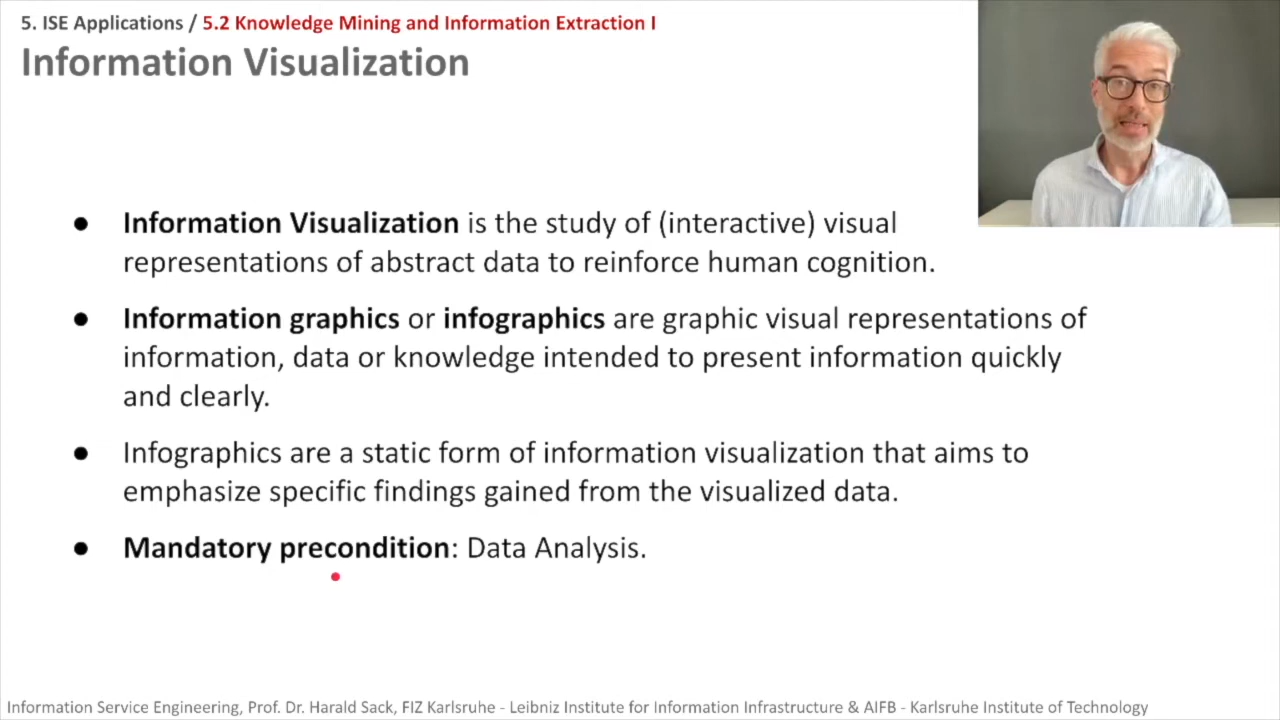 5. ISE Applications / 5.2 Knowledge Mining and Information Extraction I
Information Visualization
● Information Visualization is the study of (interactive) visual
representations of abstract data to reinforce human cognition.
● Information graphics or infographics are graphic visual representations of
information, data or knowledge intended to present information quickly
and clearly.
● Infographics are a static form of information visualization that aims to
emphasize specific findings gained from the visualized data.
● Mandatory precondition: Data Analysis.
Information Service Engineering, Prof. Dr. Harald Sack, FIZ Karlsruhe - Leibniz Institute for Information Infrastructure & AIFB - Karlsruhe Institute of Technology